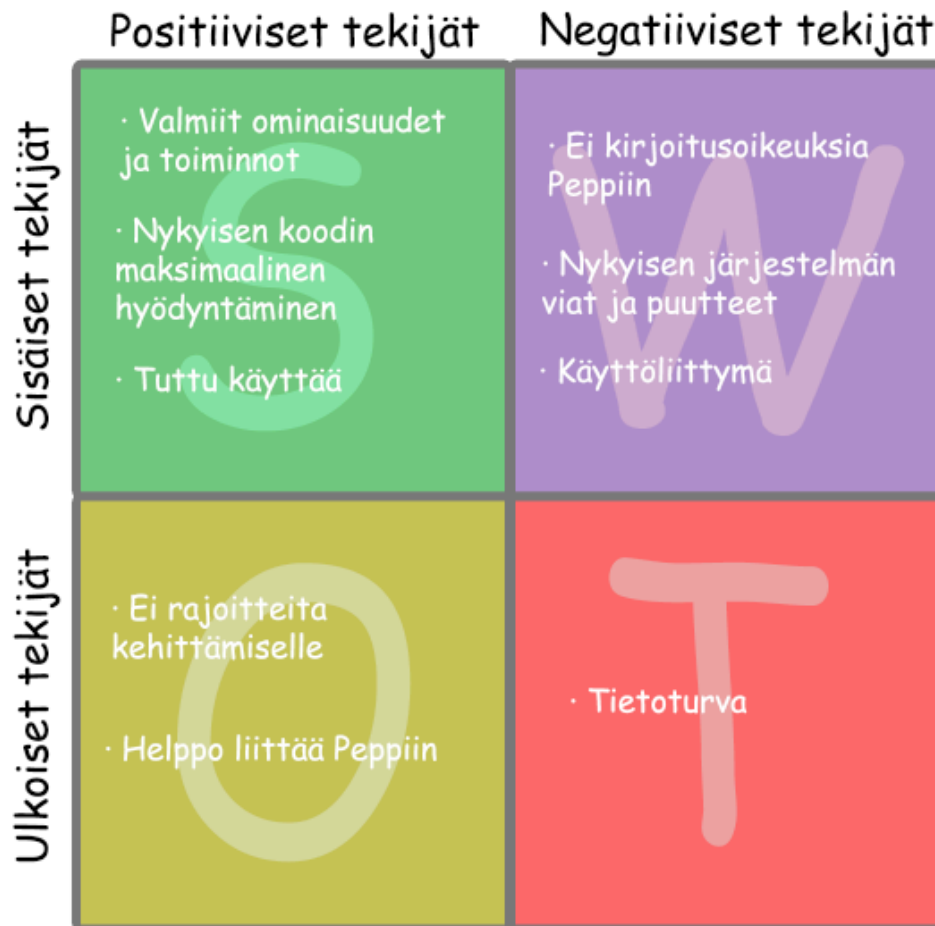 Positiiviset tekijät
Negatiiviset tekijät
Sisäiset tekijät
S
· Valmiit ominaisuudet
ja toiminnot
· Nykyisen koodin
maksimaalinen
hyödyntäminen
· Tuttu käyttää
W
· Ei kirjoitusoikeuksia
Peppiin
· Nykyisen järjestelmän
viat ja puutteet
· Käyttöliittymä
Ulkoiset tekijät
O
· Ei rajoitteita
kehittämiselle
· Helppo liittää Peppiin
T
· Tietoturva